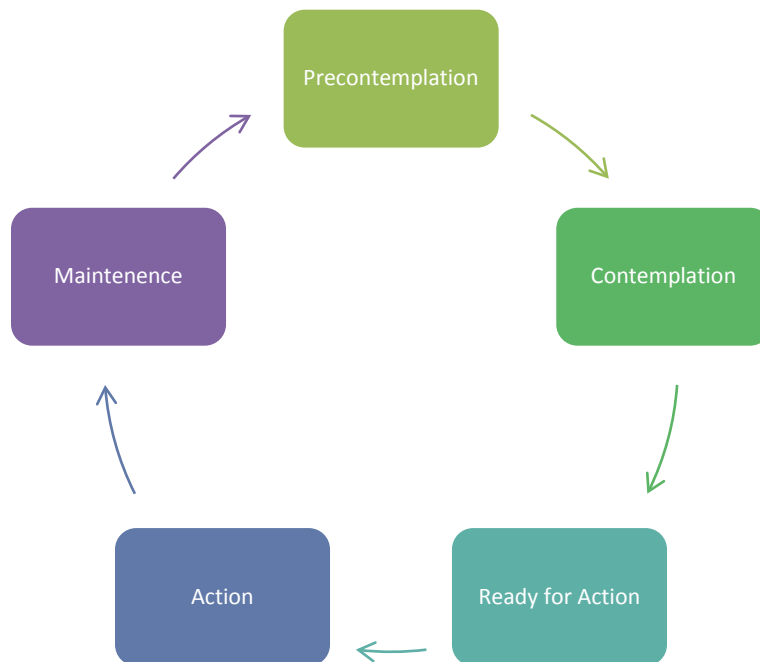 Precontemplation
Contemplation
Ready for Action
Action
Maintenence